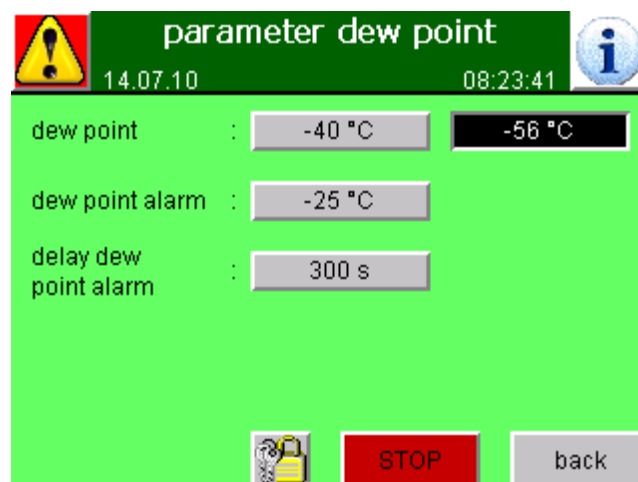 parameter dew point
14.07.10 08:23:41
dew point : -40 °C -56 °C
dew point alarm : -25 °C
delay dew
point alarm : 300 s
STOP back